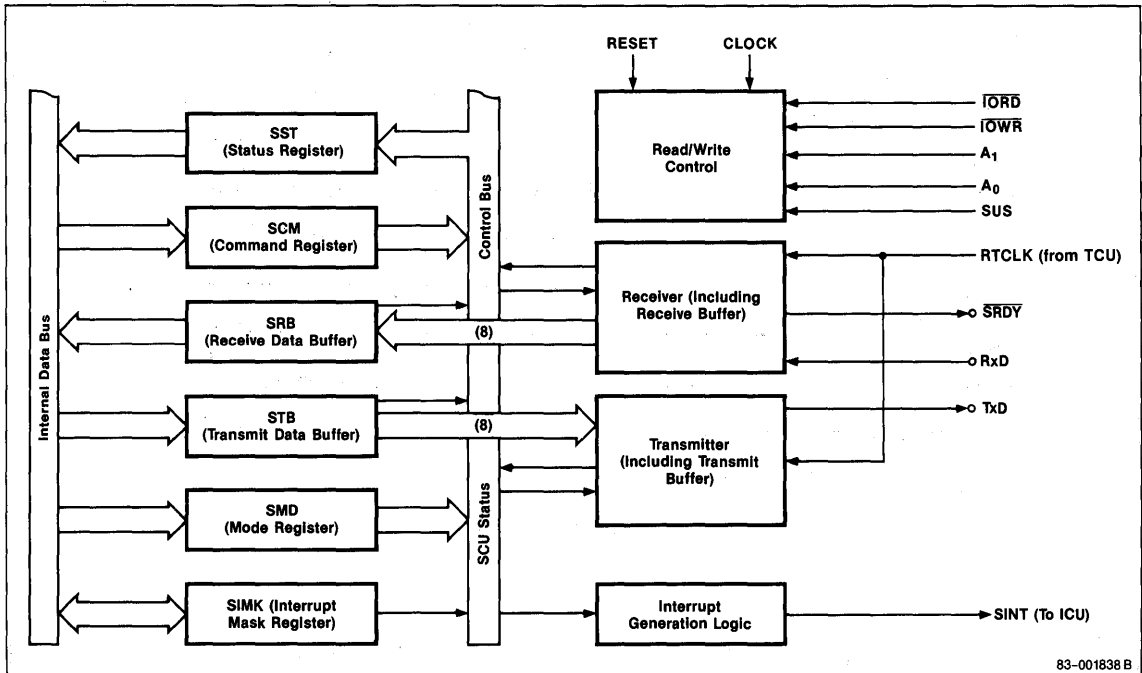 RESET
CLOCK
Internal Data Bus
SST
(Status Register)
SCM
(Command Register)
SRB
(Receive Data Buffer)
STB
(Transmit Data Buffer)
SMD
(Mode Register)
SIMK (Interrupt
Mask Register)
Control Bus
SCU Status
(8)
(8)
Read/Write
Control
Receiver (Including
Receive Buffer)
Transmitter
(Including Transmit
Buffer)
Interrupt
Generation Logic
IORD
IOWR
A1
A0
SUS
RTCLK (from TCU)
SRDY
RxD
TxD
SINT (To ICU)
83-001838 B